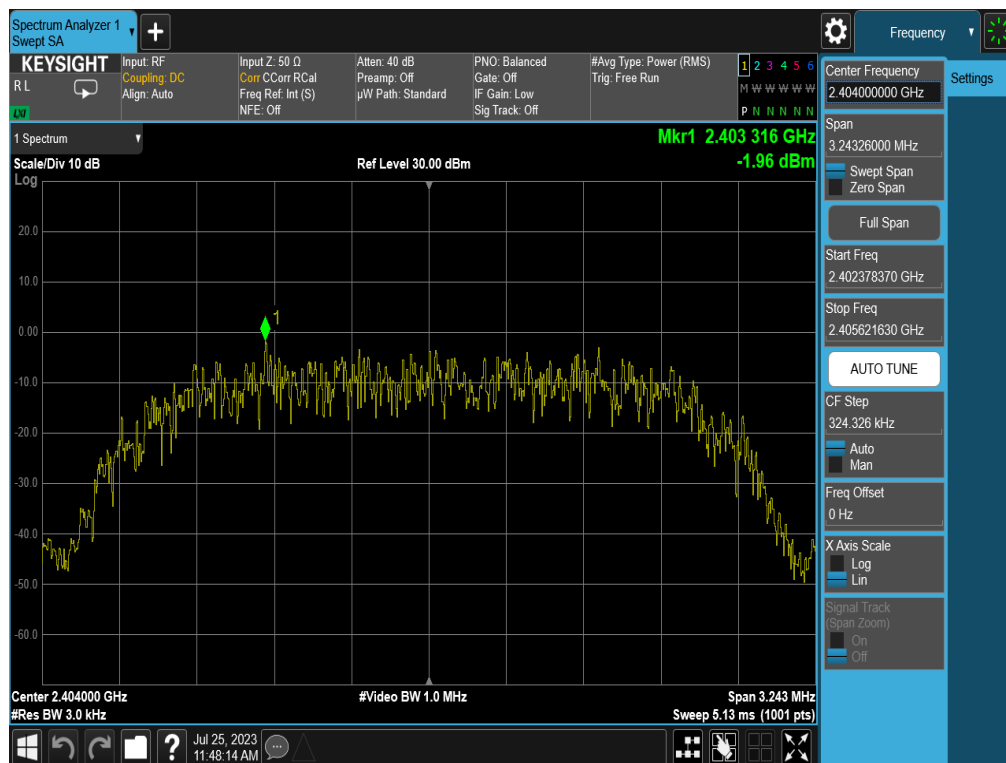 Spectrum Analyzer 1
Swept SA
Frequency
KEYSIGHT
R L
LXI
Input: RF
Coupling: DC
Align: Auto
Input Z: 50 Ω
Corr CCorr RCal
Freq Ref: Int (S)
NFE: Off
Atten: 40 dB
Preamp: Off
µW Path: Standard
PNO: Balanced
Gate: Off
IF Gain: Low
Sig Track: Off
#Avg Type: Power (RMS)
Trig: Free Run
1 2 3 4 5 6
M W W W W W
P N N N N N
1 Spectrum
Scale/Div 10 dB
Log
Ref Level 30.00 dBm
Mkr1 2.403 316 GHz
-1.96 dBm
20.0
10.0
0.00
1
-10.0
-20.0
-30.0
-40.0
-50.0
-60.0
Center 2.404000 GHz
#Video BW 1.0 MHz
Span 3.243 MHz
#Res BW 3.0 kHz
Sweep 5.13 ms (1001 pts)
Center Frequency
2.404000000 GHz
Settings
Span
3.24326000 MHz
Swept Span
Zero Span
Full Span
Start Freq
2.402378370 GHz
Stop Freq
2.405621630 GHz
AUTO TUNE
CF Step
324.326 kHz
Auto
Man
Freq Offset
0 Hz
X Axis Scale
Log
Lin
Signal Track
(Span Zoom)
On
Off
?
Jul 25, 2023
11:48:14 AM